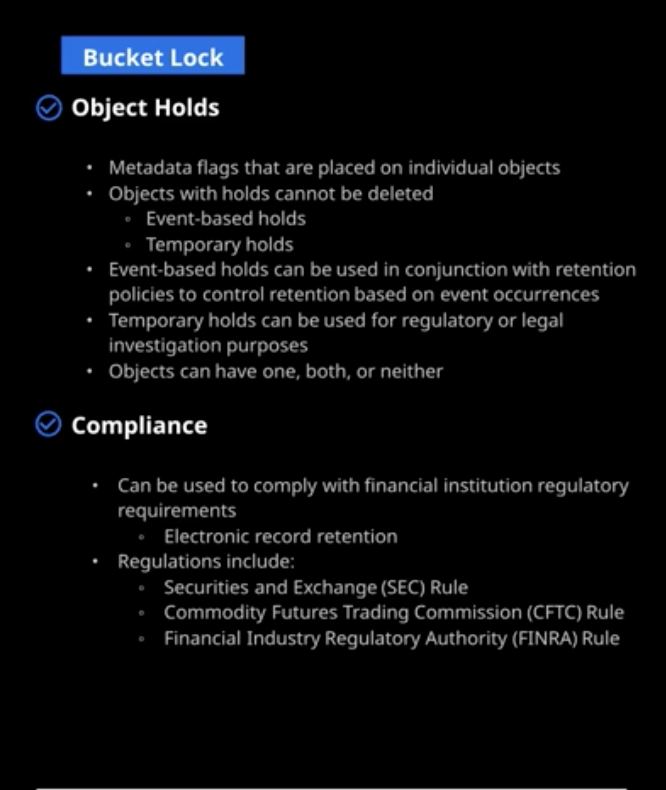 Bucket Lock
Object Holds
• Metadata flags that are placed on individual objects
• Objects with holds cannot be deleted
◦ Event-based holds
◦ Temporary holds
• Event-based holds can be used in conjunction with retention
policies to control retention based on event occurrences
• Temporary holds can be used for regulatory or legal
investigation purposes
• Objects can have one, both, or neither
Compliance
• Can be used to comply with financial institution regulatory
requirements
◦ Electronic record retention
• Regulations include:
◦ Securities and Exchange (SEC) Rule
◦ Commodity Futures Trading Commission (CFTC) Rule
◦ Financial Industry Regulatory Authority (FINRA) Rule